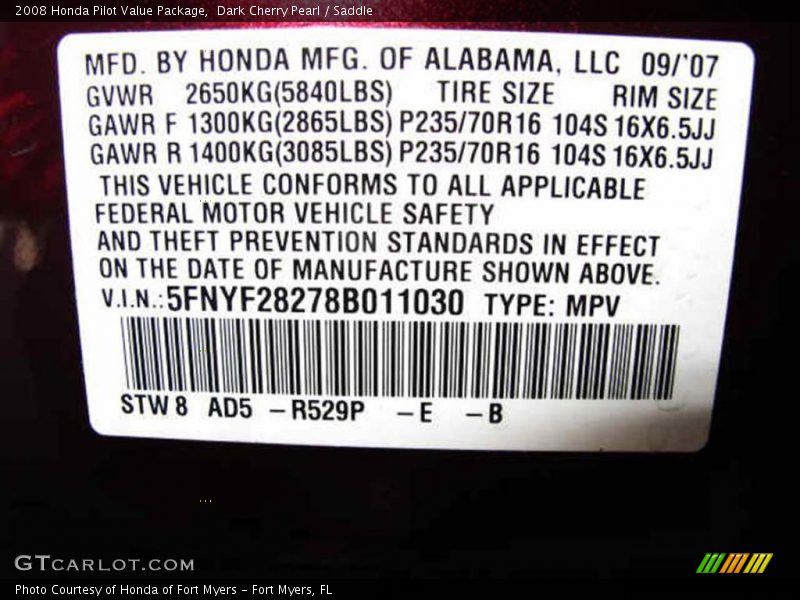 2008 Honda Pilot Value Package, Dark Cherry Pearl / Saddle
MFD. BY HONDA MFG. OF ALABAMA, LLC 09/'07
GVWR 2650KG(5840LBS) TIRE SIZE RIM SIZE
GAWR F 1300KG(2865LBS) P235/70R16 104S 16X6.5JJ
GAWR R 1400KG(3085LBS) P235/70R16 104S 16X6.5JJ
THIS VEHICLE CONFORMS TO ALL APPLICABLE
FEDERAL MOTOR VEHICLE SAFETY
AND THEFT PREVENTION STANDARDS IN EFFECT
ON THE DATE OF MANUFACTURE SHOWN ABOVE.
V.I.N.: 5FNYF28278B011030 TYPE: MPV
STW 8 AD5 -R529P -E -B
...
GTCARLOT.COM
Photo Courtesy of Honda of Fort Myers - Fort Myers, FL